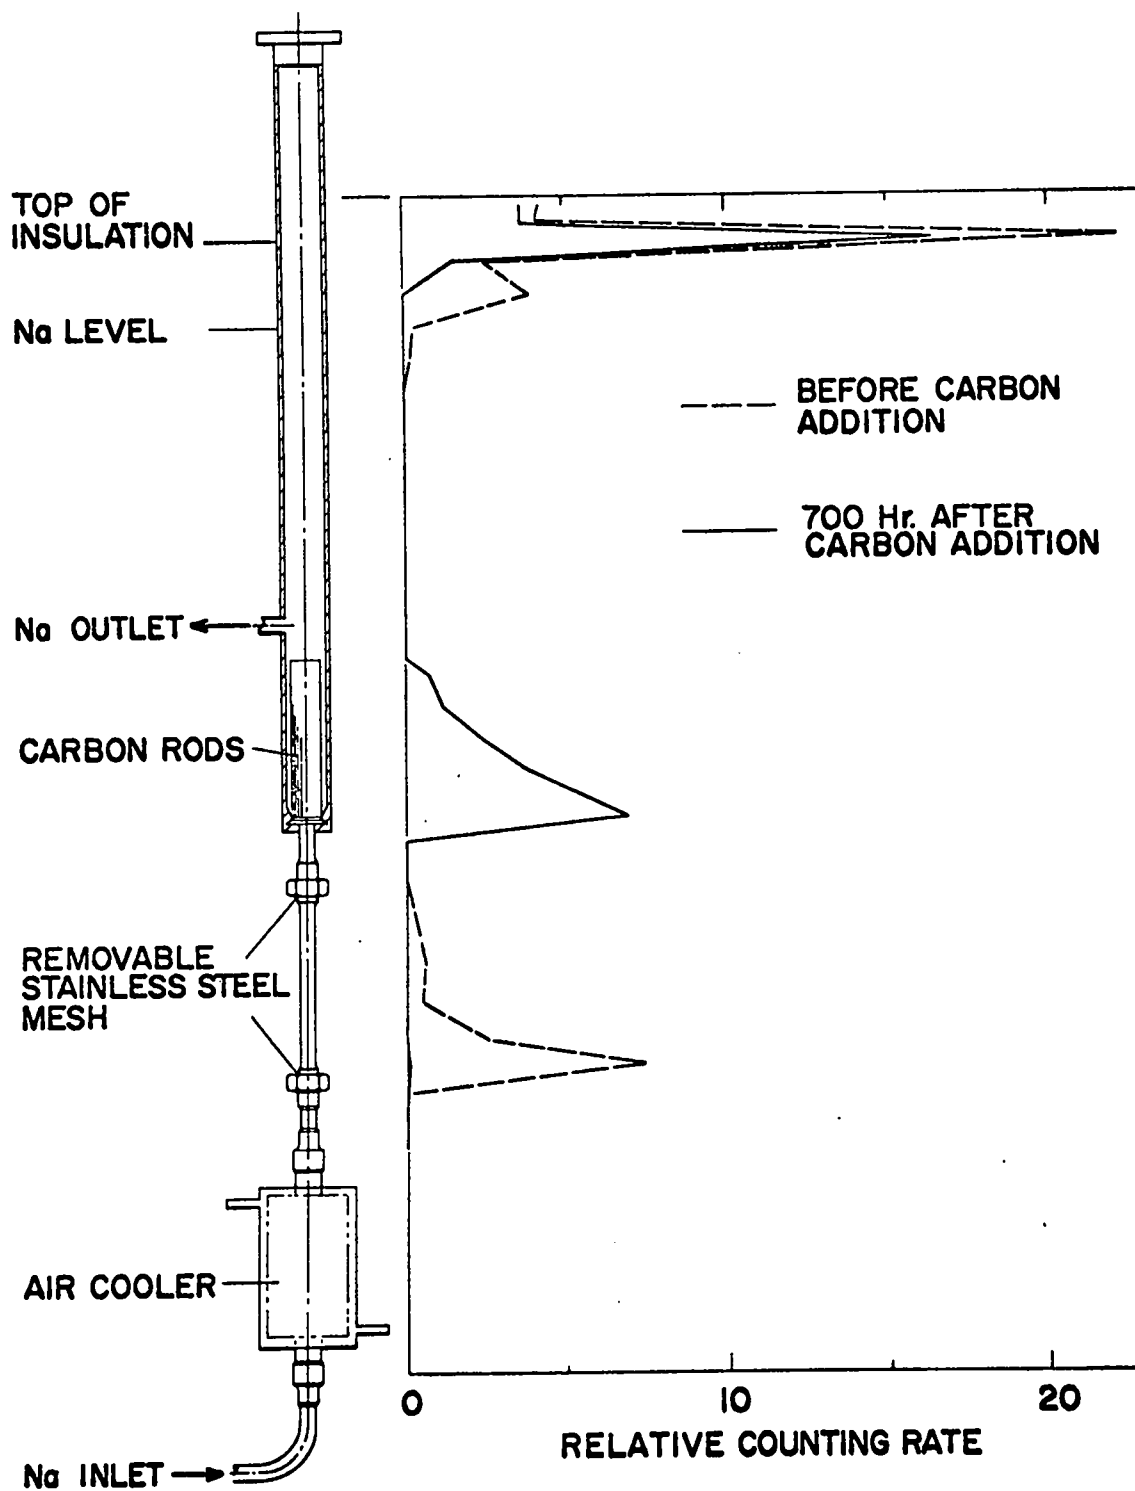 TOP OF
INSULATION
Na LEVEL
BEFORE CARBON
ADDITION
700 Hr. AFTER
CARBON ADDITION
Na OUTLET
CARBON RODS
REMOVABLE
STAINLESS STEEL
MESH
AIR COOLER
Na INLET
0 10 20
RELATIVE COUNTING RATE